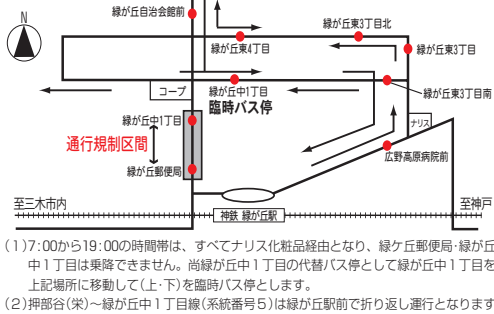 N
緑が丘自治会館前
緑が丘東3丁目北
緑が丘東4丁目
緑が丘東3丁目
コープ
緑が丘中1丁目
臨時バス停
緑が丘東3丁目南
緑が丘中1丁目
ナリス
通行規制区間
広野高原病院前
緑が丘郵便局
至三木市内
至神戸
神鉄 緑が丘駅
(1)7:00から19:00の時間帯は、すべてナリス化粧品経由となり、緑ケ丘郵便局・緑が丘
中1丁目は乗降できません。尚緑が丘中1丁目の代替バス停として緑が丘中1丁目を
上記場所に移動して(上・下)を臨時バス停とします。
(2)押部谷(栄)～緑が丘中1丁目線(系統番号5)は緑が丘駅前で折り返し運行となります